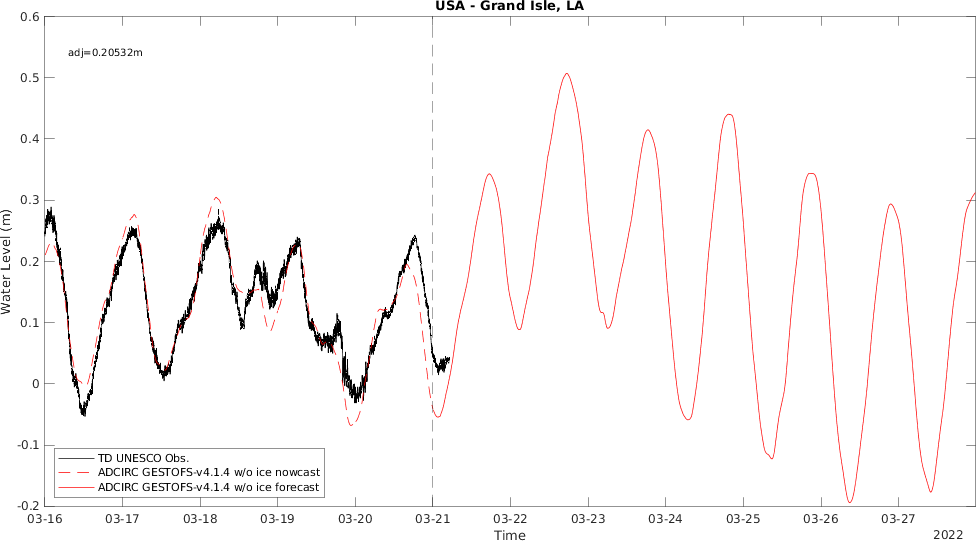 USA - Grand Isle, LA
adj=0.20532m
0.6
0.5
0.4
0.3
0.2
0.1
0
-0.1
-0.2
Water Level (m)
TD UNESCO Obs.
ADCIRC GESTOFS-v4.1.4 w/o ice nowcast
ADCIRC GESTOFS-v4.1.4 w/o ice forecast
03-16 03-17 03-18 03-19 03-20 03-21 03-22 03-23 03-24 03-25 03-26 03-27
Time
2022